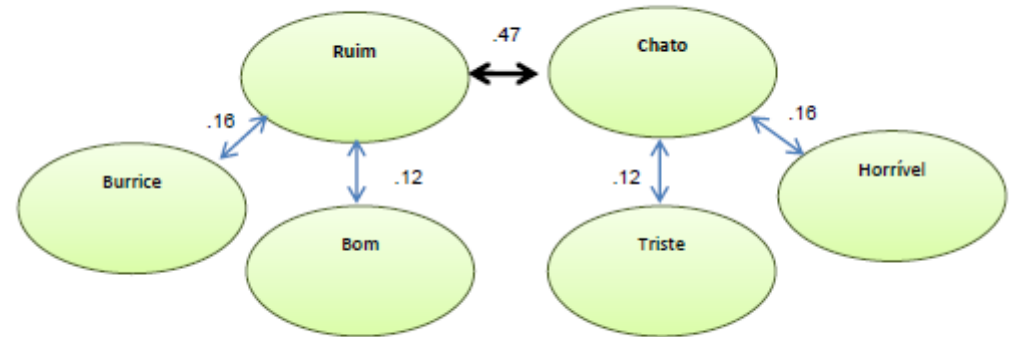 .47
Ruim
Chato
.16
.16
Burrice
.12
.12
Horrível
Bom
Triste